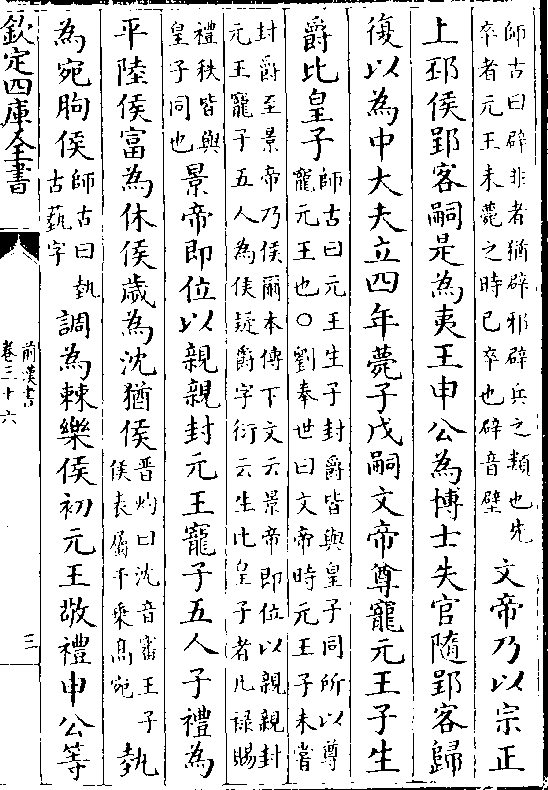 師古曰辟非者猶辟邪辟兵之類也先
卒者元王未薨之時已卒也辟音壁
文帝乃以宗正
上邳侯郢客嗣是為夷王申公為博士失官隨郢客歸
復以為中大夫立四年薨子戊嗣文帝尊寵元王子生
爵比皇子
師古曰元王生子封爵皆與皇子同所以尊
寵元王也○劉奉世曰文帝時元王子未嘗
封爵至景帝乃侯爾本傳下文云景帝即位以親親封
元王寵子五人為侯疑爵字衍云生比皇子者凡禄賜
禮秩皆與
皇子同也
景帝即位以親親封元王寵子五人子禮為
平陸侯富為休侯歳為沈猶侯
晋灼曰沈音審王子
侯表屬千乘髙宛
埶
為宛朐侯
師古曰埶
古蓺字
調為棘樂侯初元王敬禮申公等
欽定四庫全書
前漢書
卷三十六
三